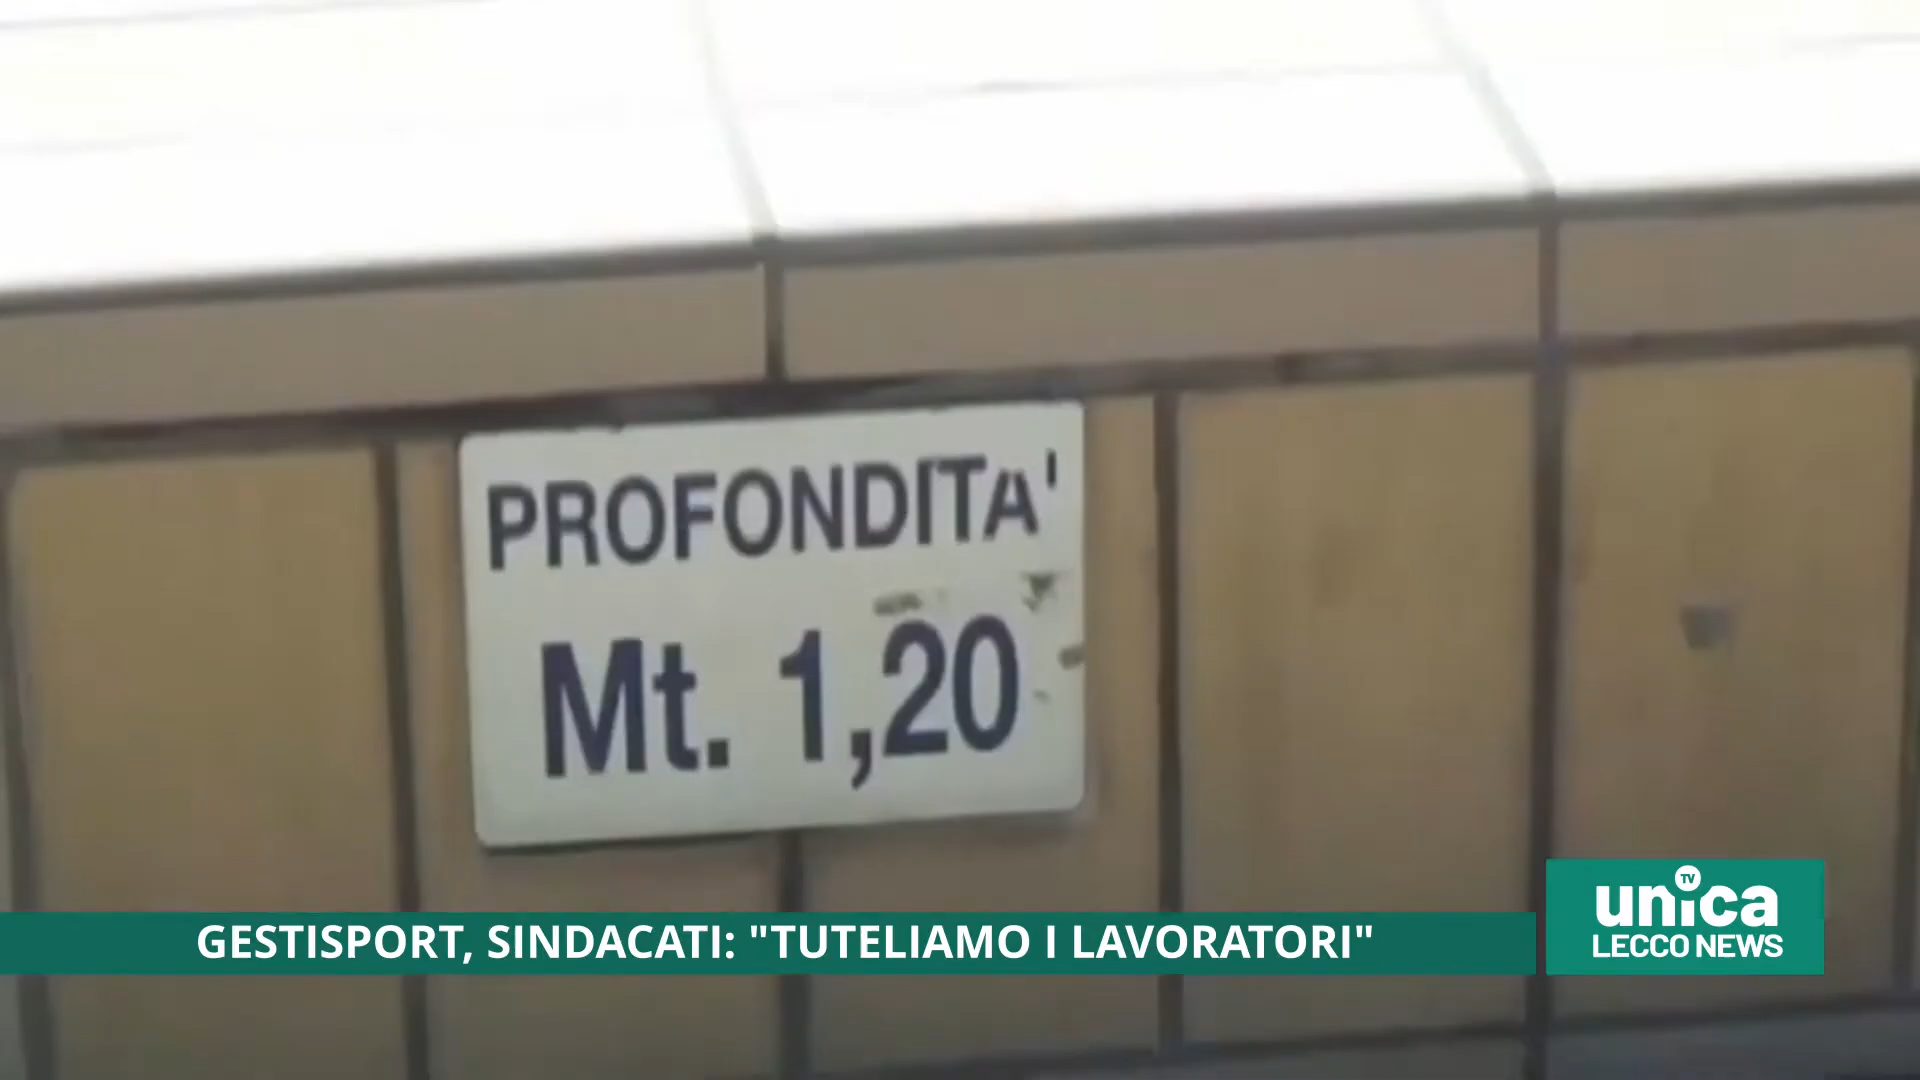 PROFONDITA'
Mt. 1,20
GESTISPORT, SINDACATI: "TUTELIAMO I LAVORATORI"
TV
unica
LECCO NEWS